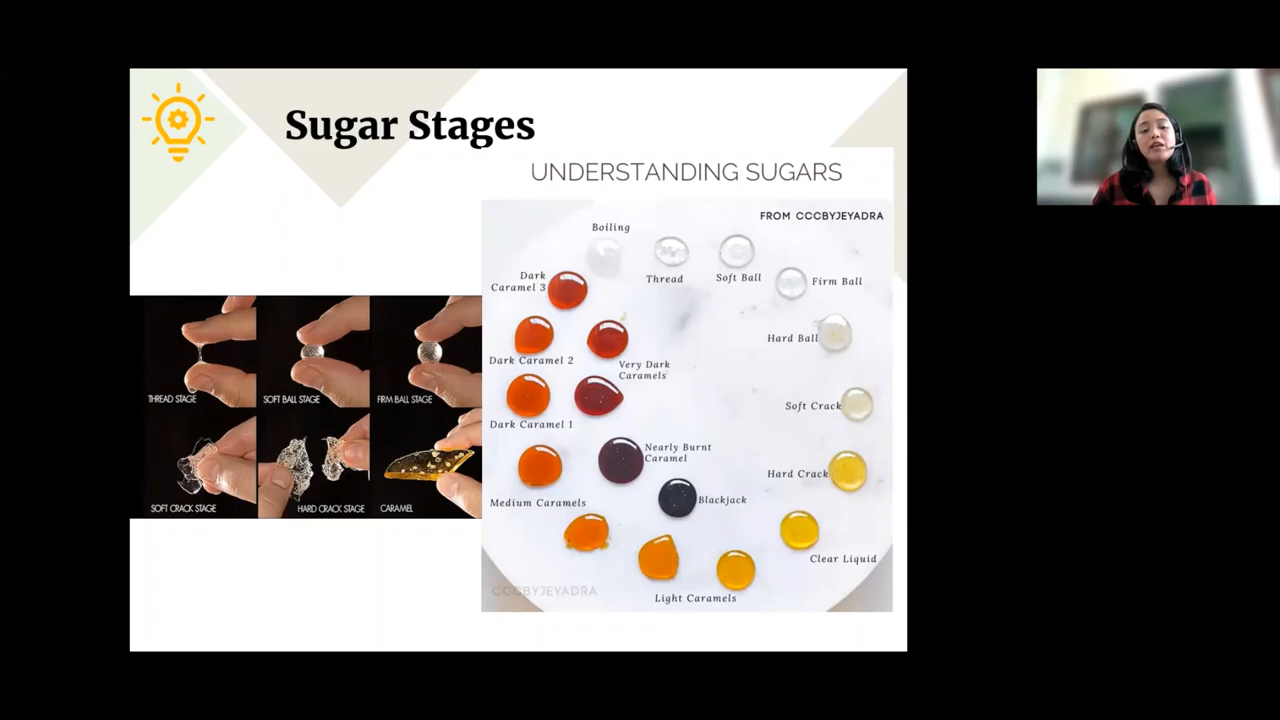 Sugar Stages
UNDERSTANDING SUGARS
FROM CCCBYJEYADRA
Boiling
Thread
Soft Ball
Firm Ball
Dark
Caramel 3
Hard Ball
Dark Caramel 2
Very Dark
Caramels
Soft Crack
Dark Caramel 1
Nearly Burnt
Caramel
Hard Crack
Medium Caramels
Blackjack
Clear Liquid
Light Caramels
CCCBYJEYADRA
THREAD STAGE
SOFT BALL STAGE
FIRM BALL STAGE
SOFT CRACK STAGE
HARD CRACK STAGE
CARAMEL